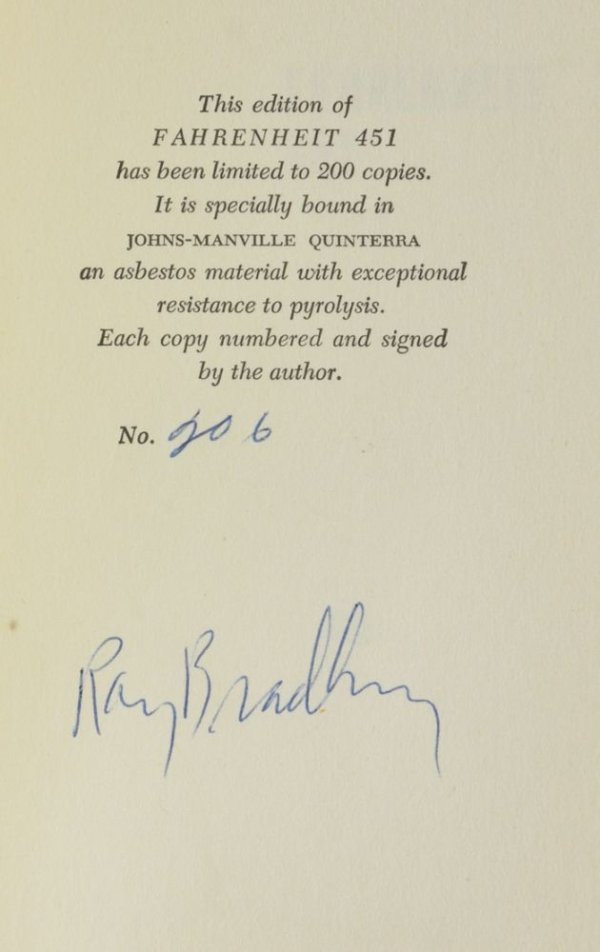 This edition of
FAHRENHEIT 451
has been limited to 200 copies.
It is specially bound in
JOHNS-MANVILLE QUINTERRA
an asbestos material with exceptional
resistance to pyrolysis.
Each copy numbered and signed
by the author.
No. 206
Ray Bradbury